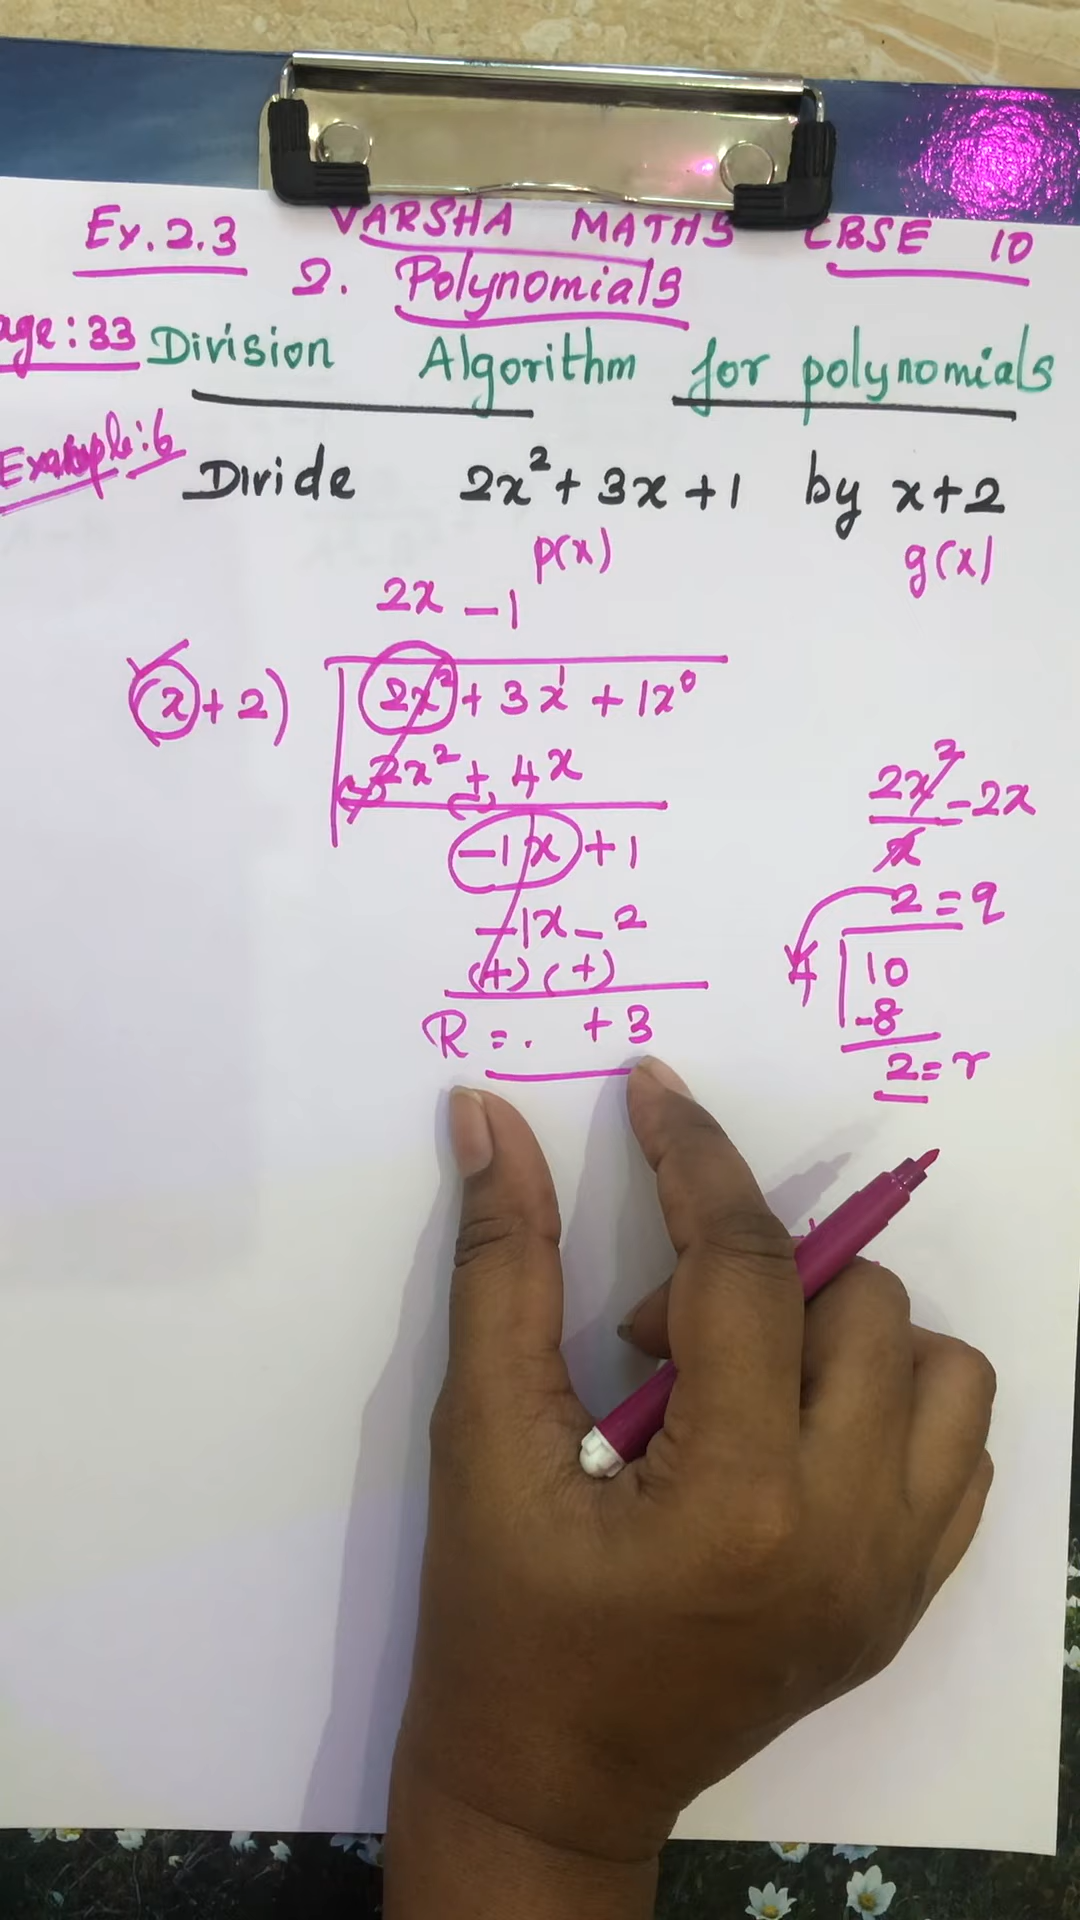 Ex. 2.3 VARSHA MATHS CBSE 10
2. Polynomials
age: 33 Division Algorithm for polynomials
Example: 6 Divide 2x² + 3x + 1 by x + 2
p(x) g(x)
2x - 1
(x + 2) 2x² + 3x¹ + 1x⁰
2x² + 4x
(-) (-)
-1x + 1
-1x - 2
(+) (+)
R = . + 3
2x² - 2x
x
2 = q
4 10
-8
2 = r